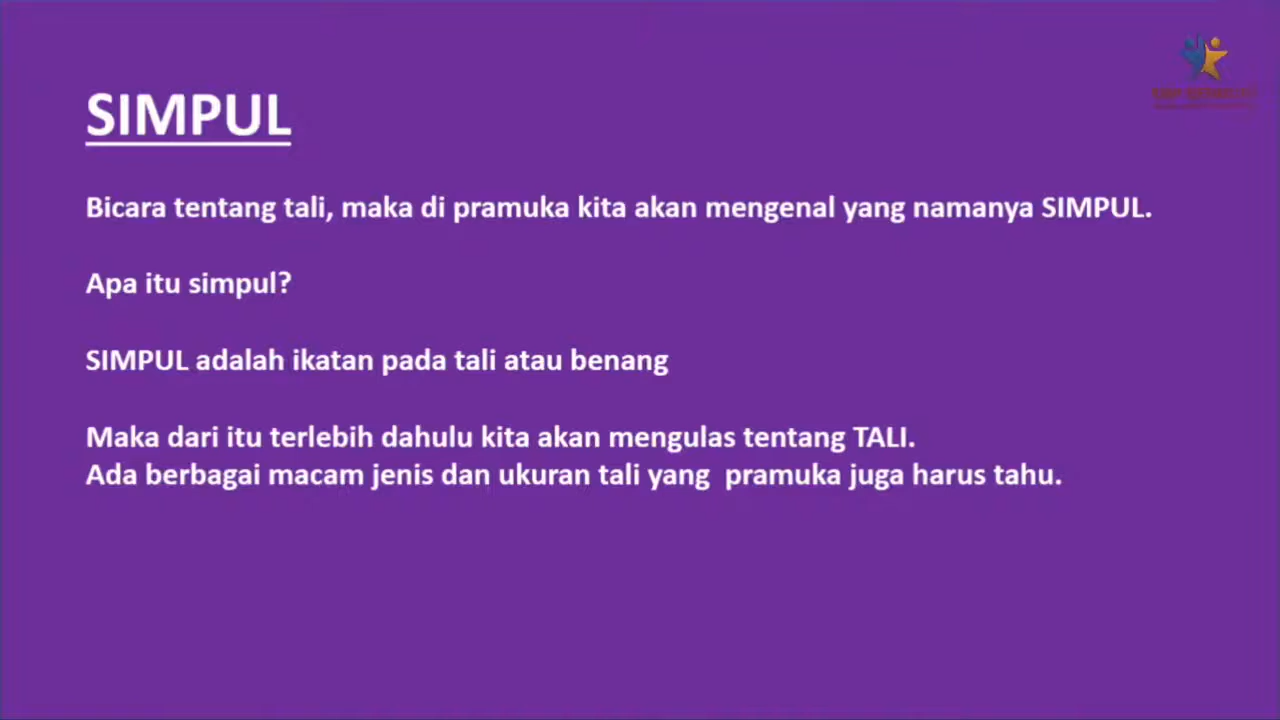 SIMPUL
Bicara tentang tali, maka di pramuka kita akan mengenal yang namanya SIMPUL.
Apa itu simpul?
SIMPUL adalah ikatan pada tali atau benang
Maka dari itu terlebih dahulu kita akan mengulas tentang TALI.
Ada berbagai macam jenis dan ukuran tali yang  pramuka juga harus tahu.